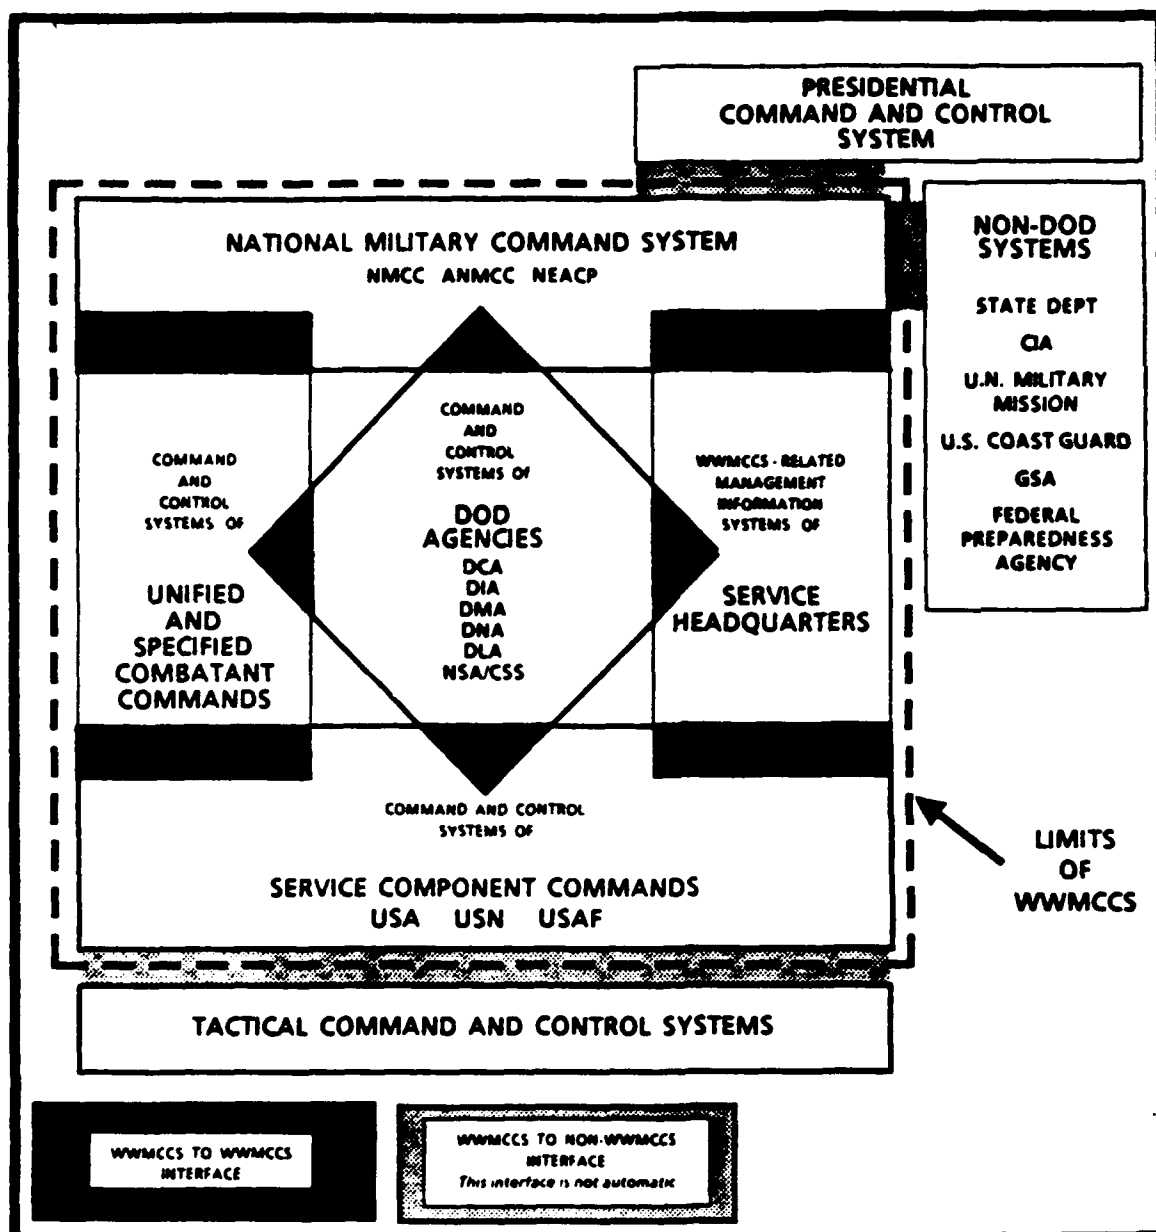 PRESIDENTIAL
COMMAND AND CONTROL
SYSTEM
NATIONAL MILITARY COMMAND SYSTEM
NMCC ANMCC NEACP
NON-DOD
SYSTEMS
STATE DEPT
CIA
U.N. MILITARY
MISSION
U.S. COAST GUARD
GSA
FEDERAL
PREPAREDNESS
AGENCY
COMMAND
AND
CONTROL
SYSTEMS OF
UNIFIED
AND
SPECIFIED
COMBATANT
COMMANDS
COMMAND
AND
CONTROL
SYSTEMS OF
DOD
AGENCIES
DCA
DIA
DMA
DNA
DLA
NSA/CSS
WWMCCS - RELATED
MANAGEMENT
INFORMATION
SYSTEMS OF
SERVICE
HEADQUARTERS
COMMAND AND CONTROL
SYSTEMS OF
SERVICE COMPONENT COMMANDS
USA USN USAF
LIMITS
OF
WWMCCS
TACTICAL COMMAND AND CONTROL SYSTEMS
WWMCCS TO WWMCCS
INTERFACE
WWMCCS TO NON-WWMCCS
INTERFACE
This interface is not automatic